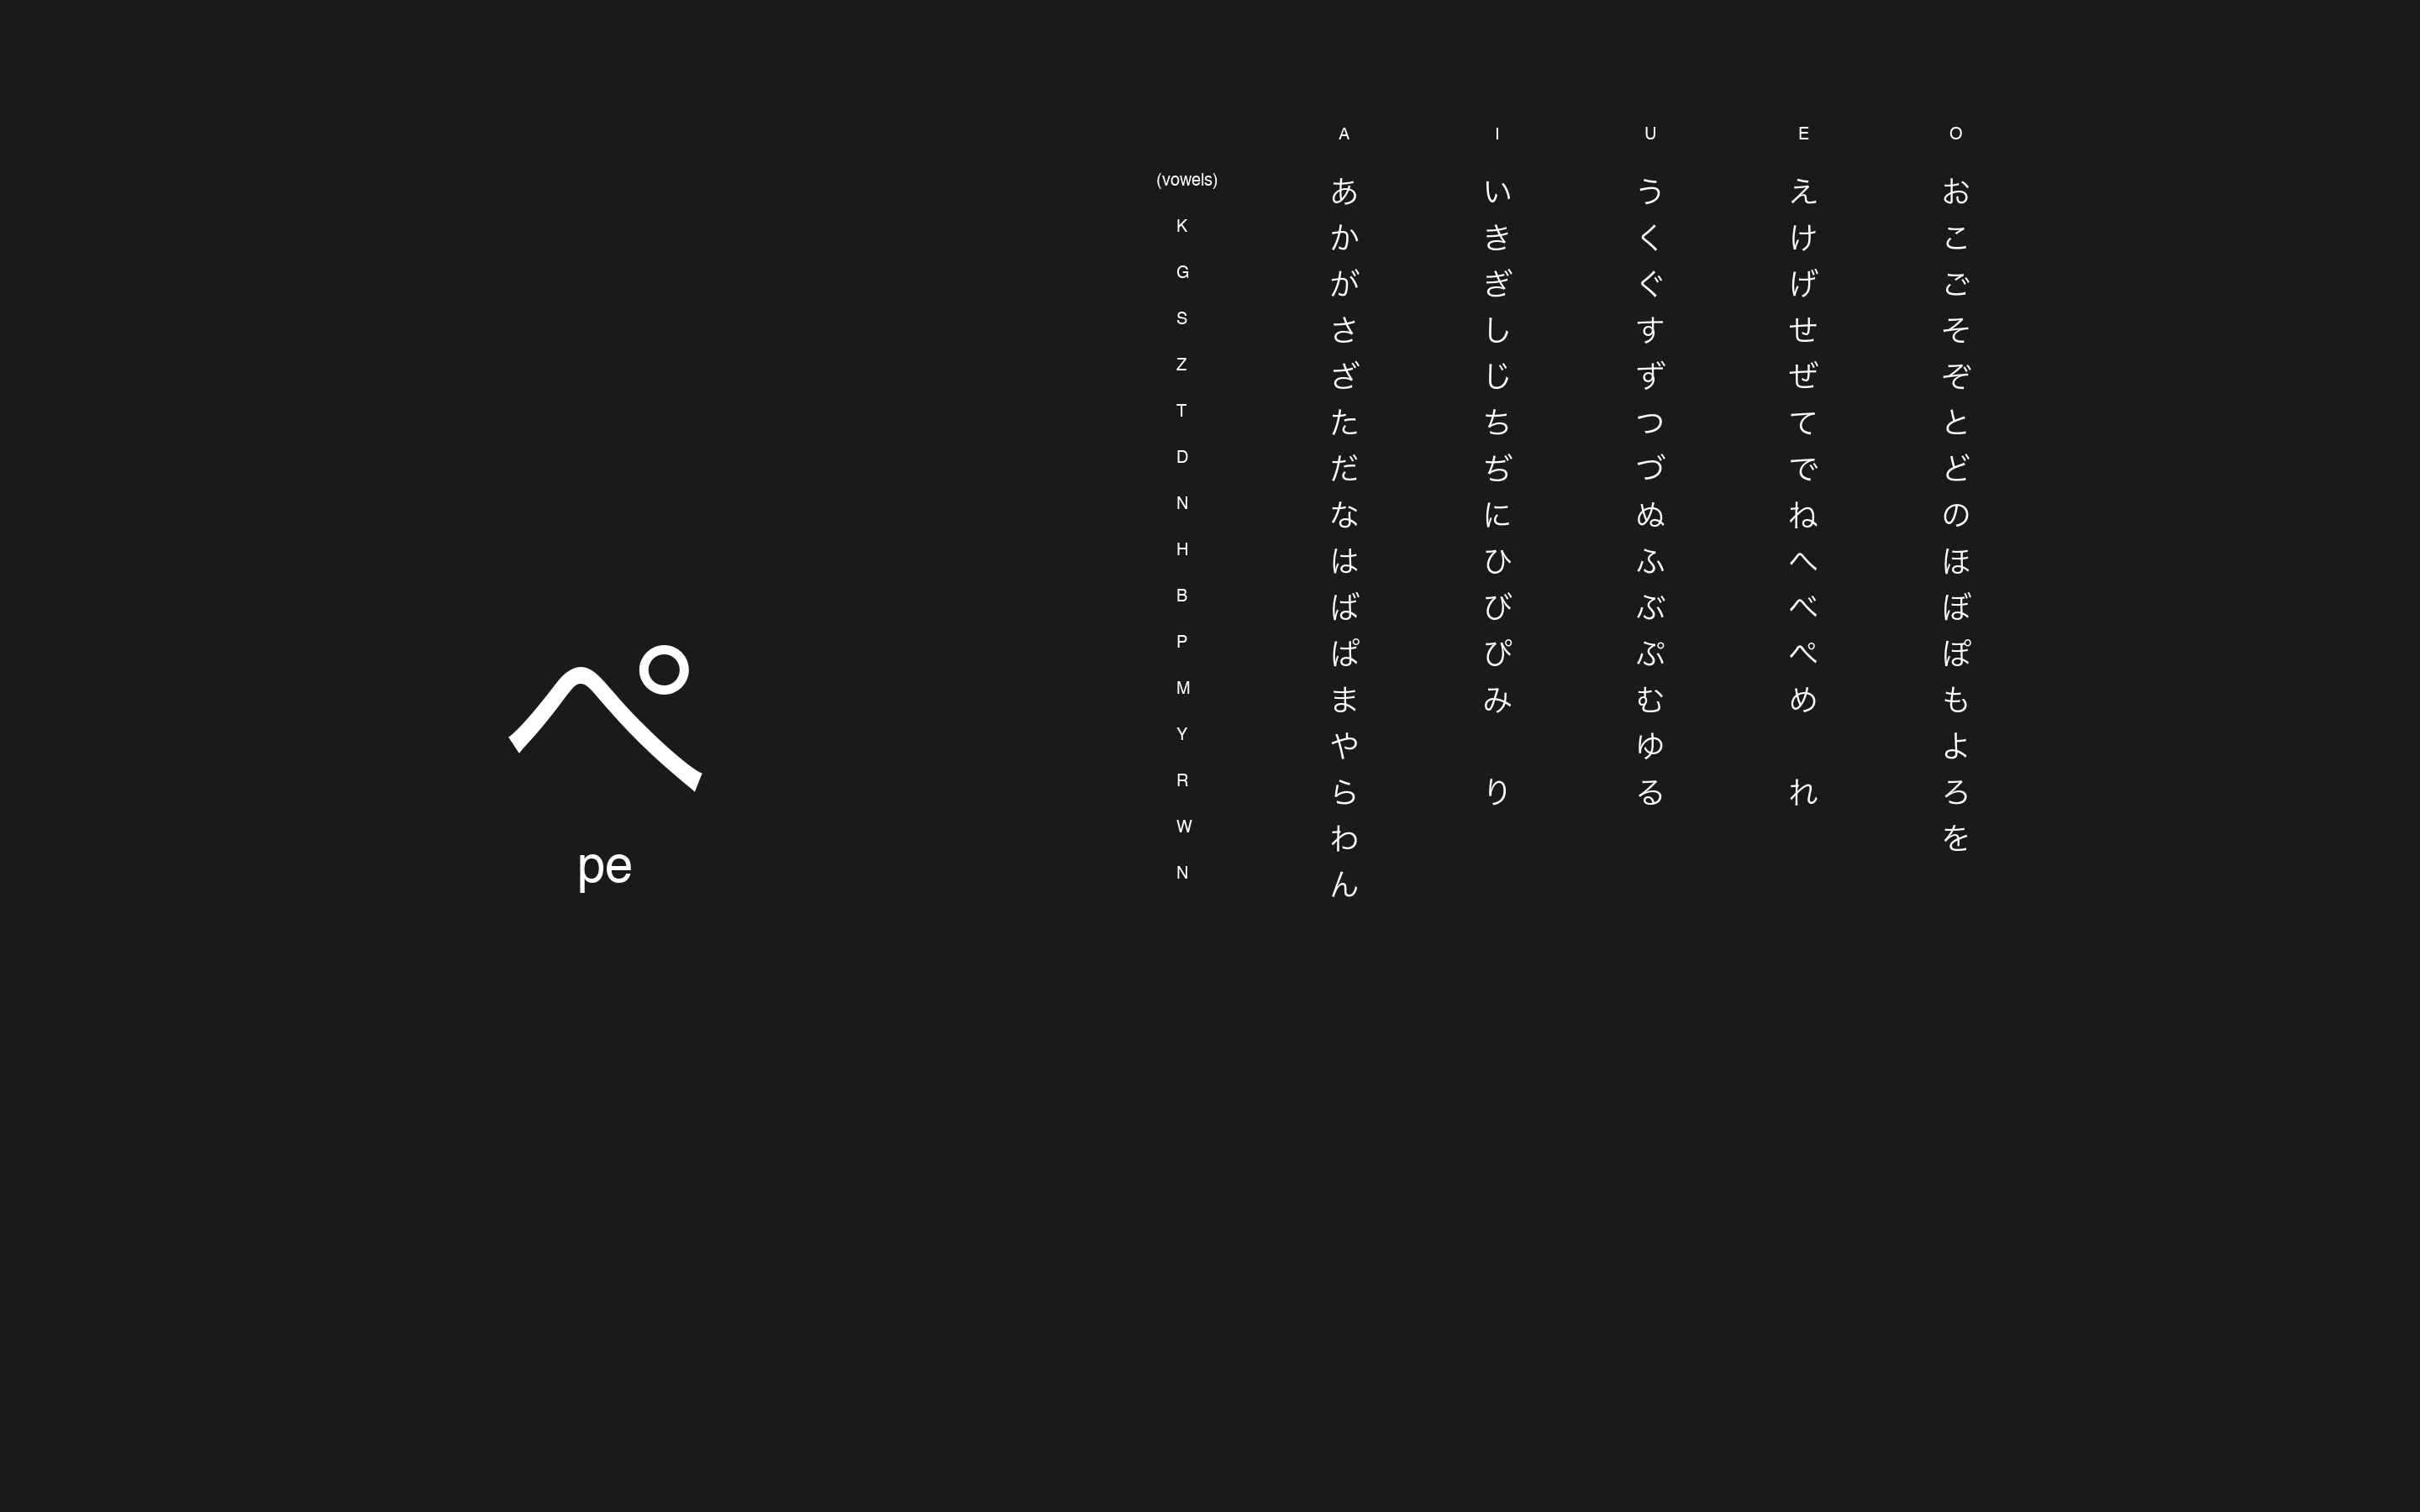 ぺ
pe
A I U E O
(vowels) あ い う え お
K か き く け こ
G が ぎ ぐ げ ご
S さ し す せ そ
Z ざ じ ず ぜ ぞ
T た ち つ て と
D だ ぢ づ で ど
N な に ぬ ね の
H は ひ ふ へ ほ
B ば び ぶ べ ぼ
P ぱ ぴ ぷ ぺ ぽ
M ま み む め も
Y や ゆ よ
R ら り る れ ろ
W わ を
N ん